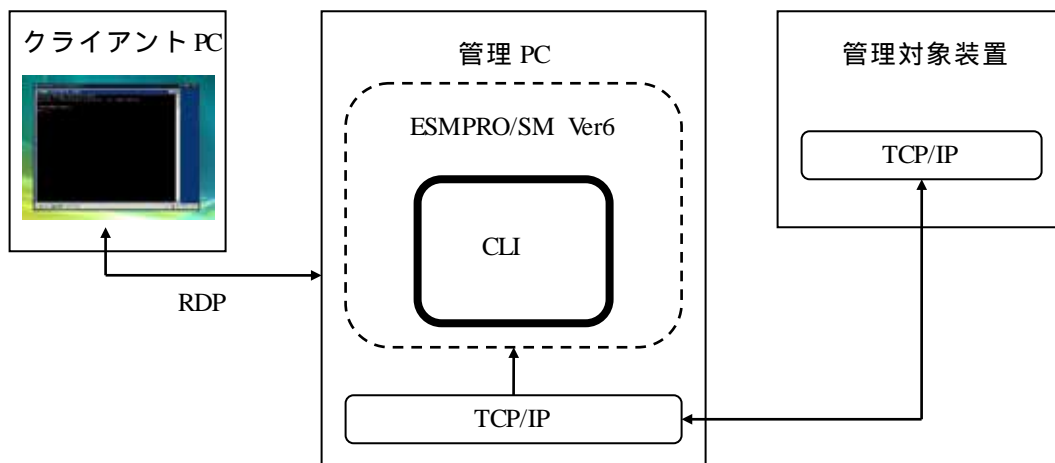 クライアント PC
RDP
管理 PC
ESMPRO/SM Ver6
CLI
TCP/IP
管理対象装置
TCP/IP